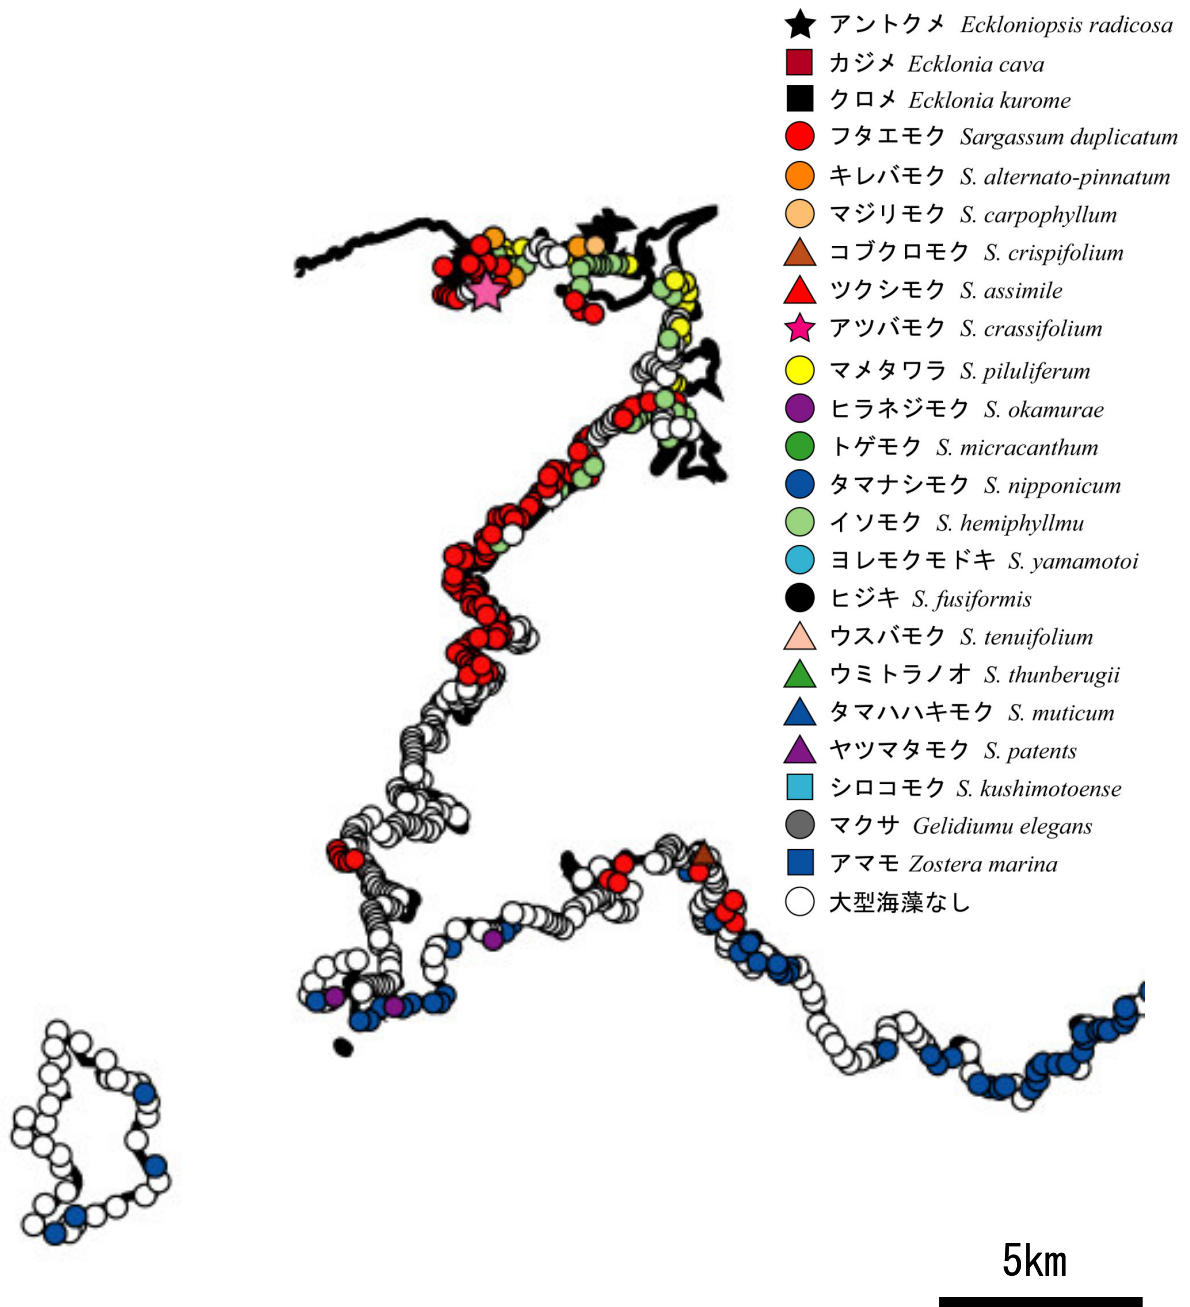 アントクメ Eckloniopsis radicosa
カジメ Ecklonia cava
クロメ Ecklonia kurome
フタエモク Sargassum duplicatum
キレバモク S. alternato-pinnatum
マジリモク S. carpophyllum
コブクロモク S. crispifolium
ツクシモク S. assimile
アツバモク S. crassifolium
マメタワラ S. piluliferum
ヒラネジモク S. okamurae
トゲモク S. micracanthum
タマナシモク S. nipponicum
イソモク S. hemiphyllmu
ヨレモクモドキ S. yamamotoi
ヒジキ S. fusiformis
ウスバモク S. tenuifolium
ウミトラノオ S. thunberugii
タマハハキモク S. muticum
ヤツマタモク S. patents
シロコモク S. kushimotoense
マクサ Gelidiumu elegans
アマモ Zostera marina
大型海藻なし
5km